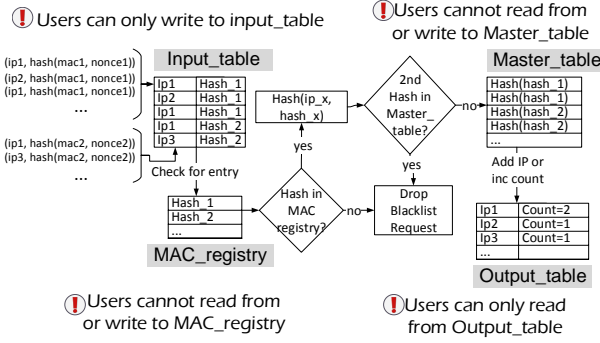 ! Users can only write to input_table
! Users cannot read from
or write to Master_table
(ip1, hash(mac1, nonce1))
(ip2, hash(mac1, nonce1))
(ip1, hash(mac1, nonce1))
...
(ip1, hash(mac2, nonce2))
(ip3, hash(mac2, nonce2))
...
Input_table
Ip1 Hash_1
Ip2 Hash_1
Ip1 Hash_1
Ip1 Hash_2
Ip3 Hash_2
Check for entry
Hash_1
Hash_2
...
MAC_registry
Hash in
MAC
registry?
yes
no
Hash(ip_x,
hash_x)
2nd
Hash in
Master_
table?
yes
no
Drop
Blacklist
Request
Master_table
Hash(hash_1)
Hash(hash_1)
Hash(hash_2)
Hash(hash_2)
...
Add IP or
inc count
Ip1 Count=2
Ip2 Count=1
Ip3 Count=1
...
Output_table
! Users cannot read from
or write to MAC_registry
! Users can only read
from Output_table